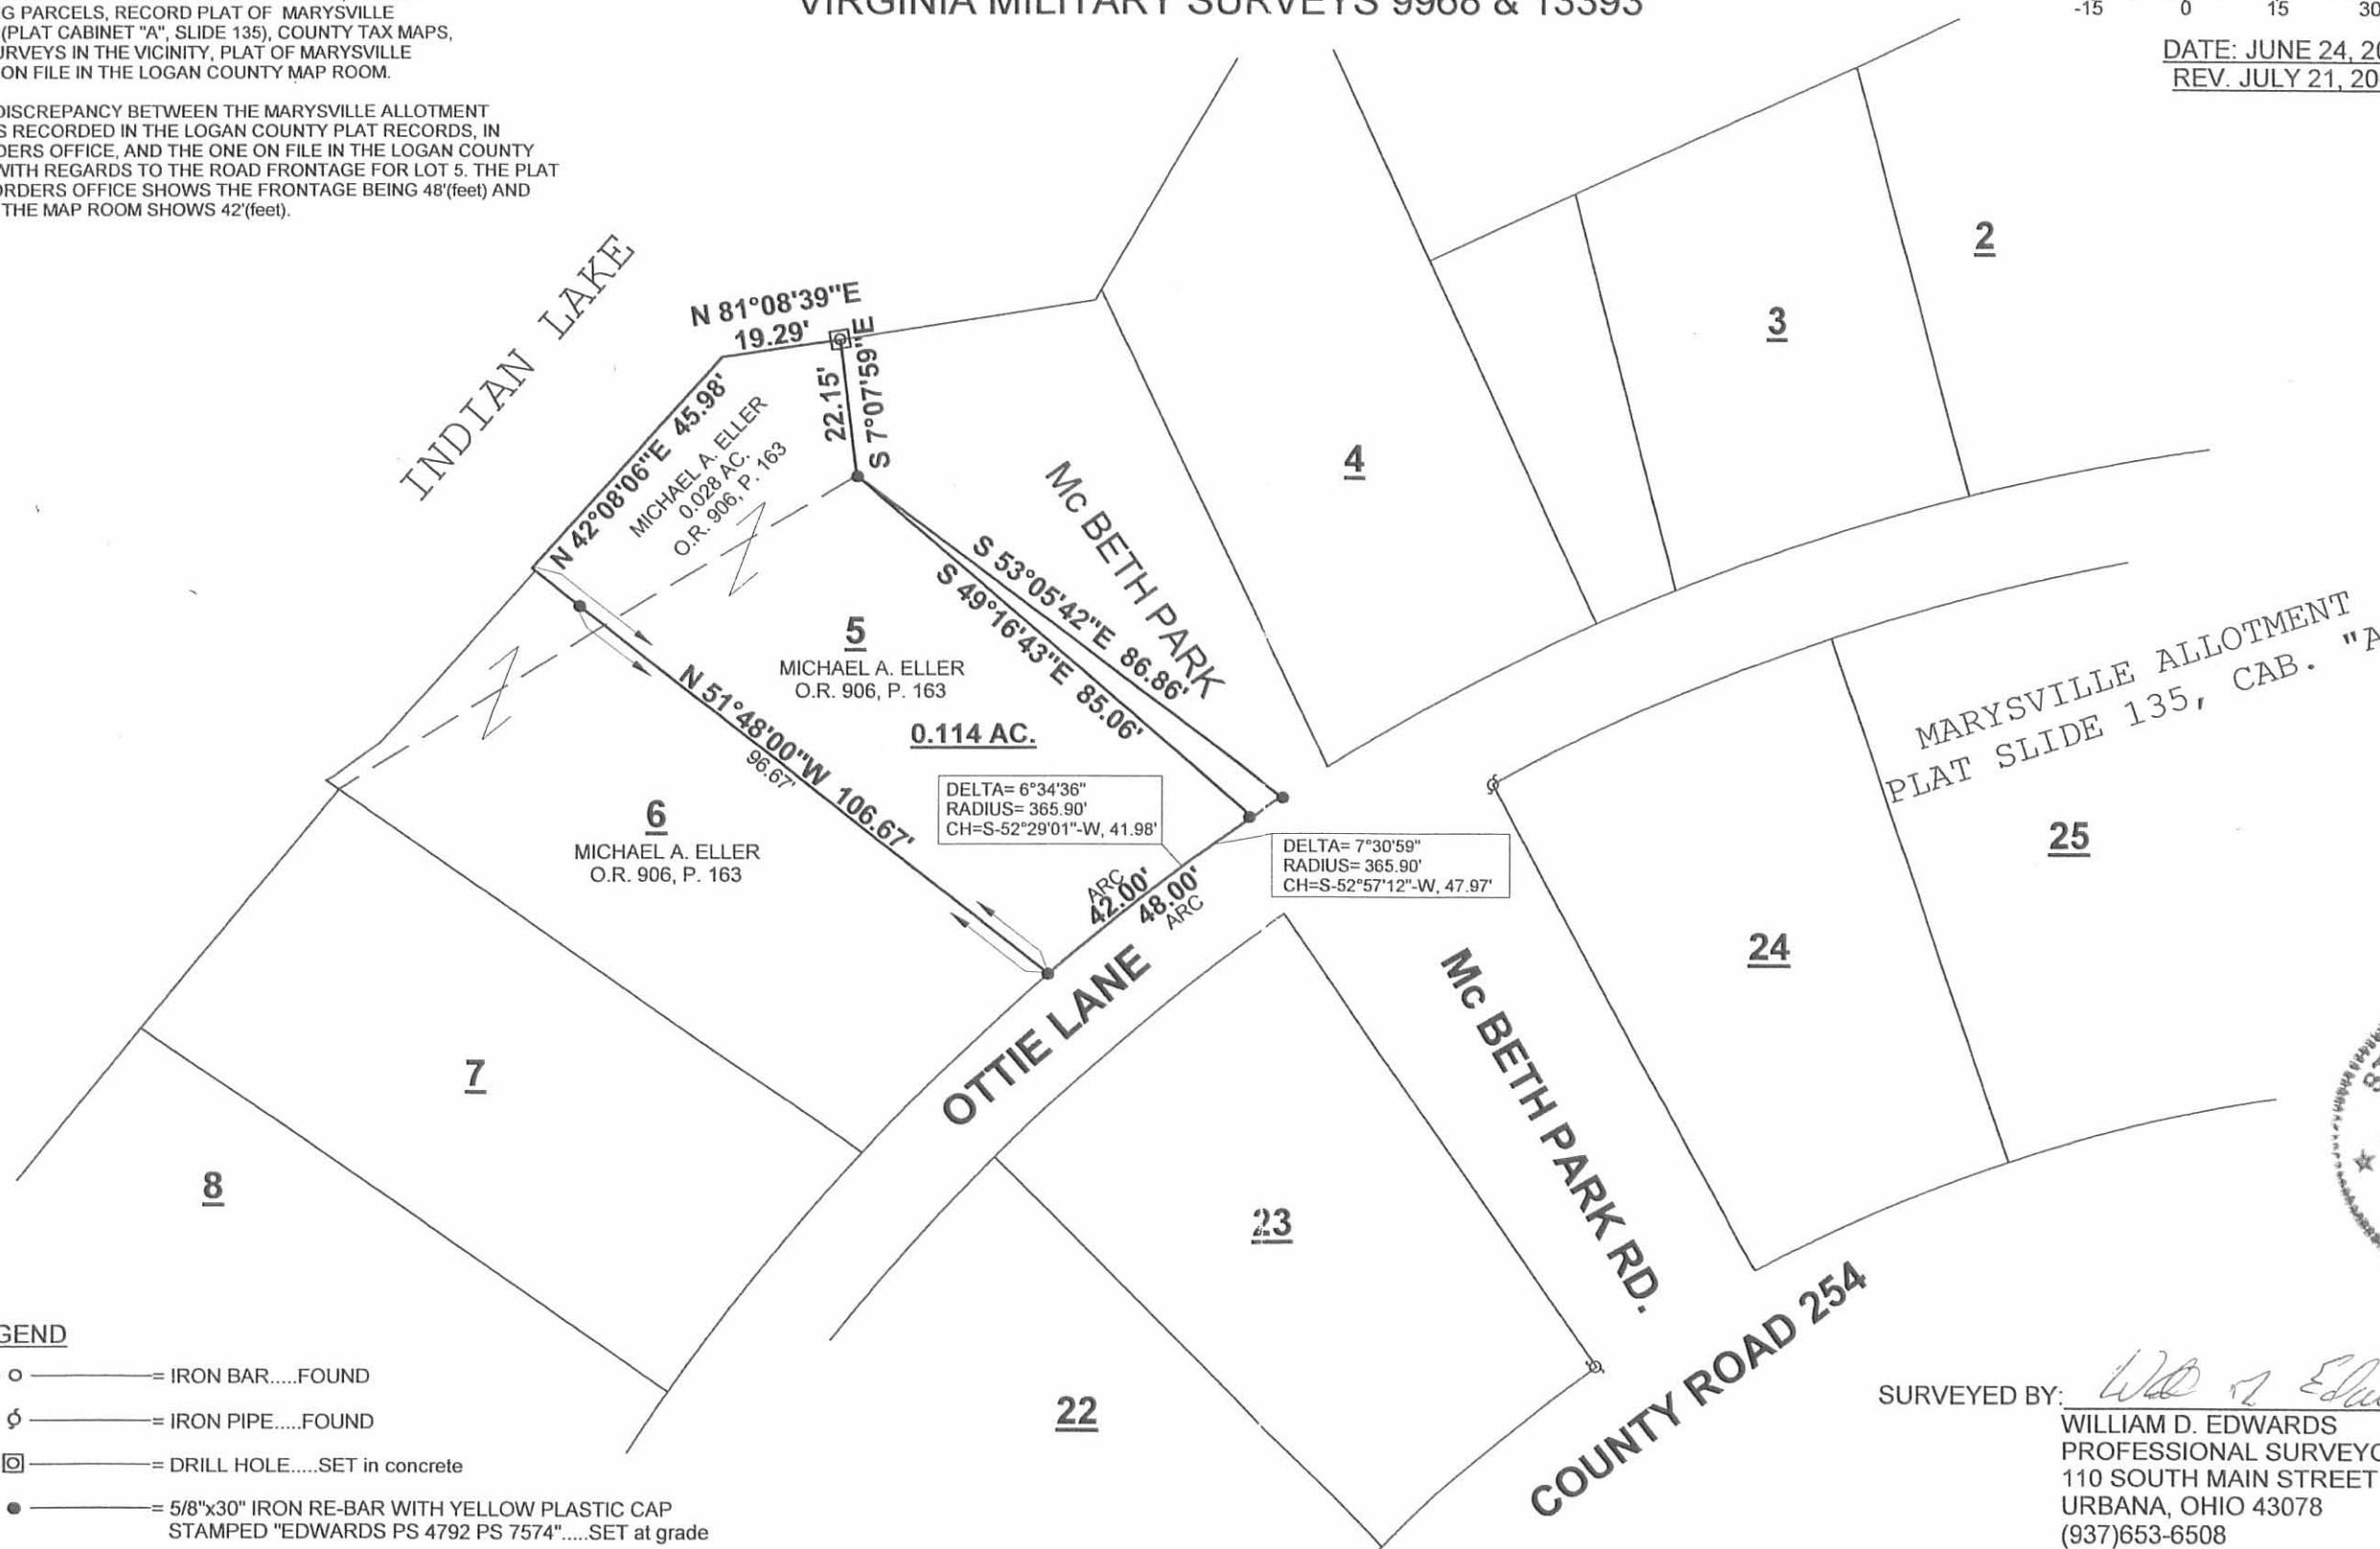 G PARCELS, RECORD PLAT OF MARYSVILLE
(PLAT CABINET "A", SLIDE 135), COUNTY TAX MAPS,
URVEYS IN THE VICINITY, PLAT OF MARYSVILLE
ON FILE IN THE LOGAN COUNTY MAP ROOM.
DISCREPANCY BETWEEN THE MARYSVILLE ALLOTMENT
S RECORDED IN THE LOGAN COUNTY PLAT RECORDS, IN
DERS OFFICE, AND THE ONE ON FILE IN THE LOGAN COUNTY
WITH REGARDS TO THE ROAD FRONTAGE FOR LOT 5. THE PLAT
ORDERS OFFICE SHOWS THE FRONTAGE BEING 48'(feet) AND
THE MAP ROOM SHOWS 42'(feet).
VIRGINIA MILITARY SURVEYS 9968 & 13393
-15 0 15 30
DATE: JUNE 24, 20
REV. JULY 21, 20
INDIAN LAKE
N 81°08'39"E
19.29'
22.15'
S 7°07'59"E
N 42°08'06"E 45.98'
MICHAEL A. ELLER
0.028 AC.
O.R. 906, P. 163
Mc BETH PARK
S 53°05'42"E 86.86'
S 49°16'43"E 85.06'
4
3
2
5
MICHAEL A. ELLER
O.R. 906, P. 163
0.114 AC.
N 51°48'00"W 106.67'
96.67'
DELTA= 6°34'36"
RADIUS= 365.90'
CH=S-52°29'01"-W, 41.98'
DELTA= 7°30'59"
RADIUS= 365.90'
CH=S-52°57'12"-W, 47.97'
ARC
42.00'
48.00'
ARC
6
MICHAEL A. ELLER
O.R. 906, P. 163
MARYSVILLE ALLOTMENT
PLAT SLIDE 135, CAB. "A
25
24
OTTIE LANE
Mc BETH PARK RD.
7
8
23
22
COUNTY ROAD 254
GEND
= IRON BAR.....FOUND
= IRON PIPE.....FOUND
= DRILL HOLE.....SET in concrete
= 5/8"x30" IRON RE-BAR WITH YELLOW PLASTIC CAP
STAMPED "EDWARDS PS 4792 PS 7574".....SET at grade
SURVEYED BY:
WILLIAM D. EDWARDS
PROFESSIONAL SURVEYO
110 SOUTH MAIN STREET
URBANA, OHIO 43078
(937)653-6508